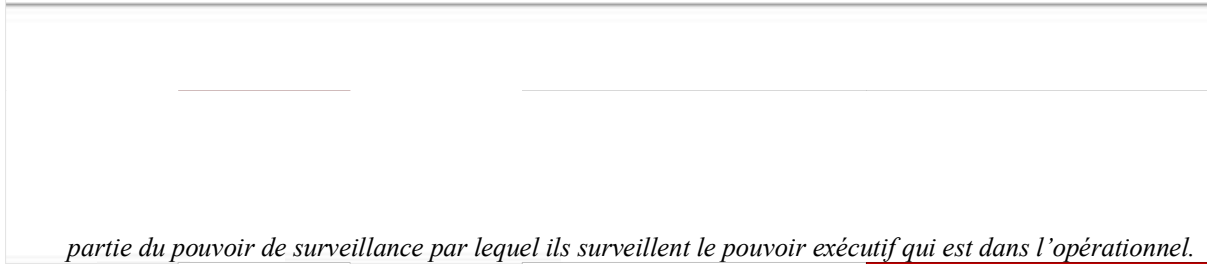 partie du pouvoir de surveillance par lequel ils surveillent le pouvoir exécutif qui est dans l’opérationnel.